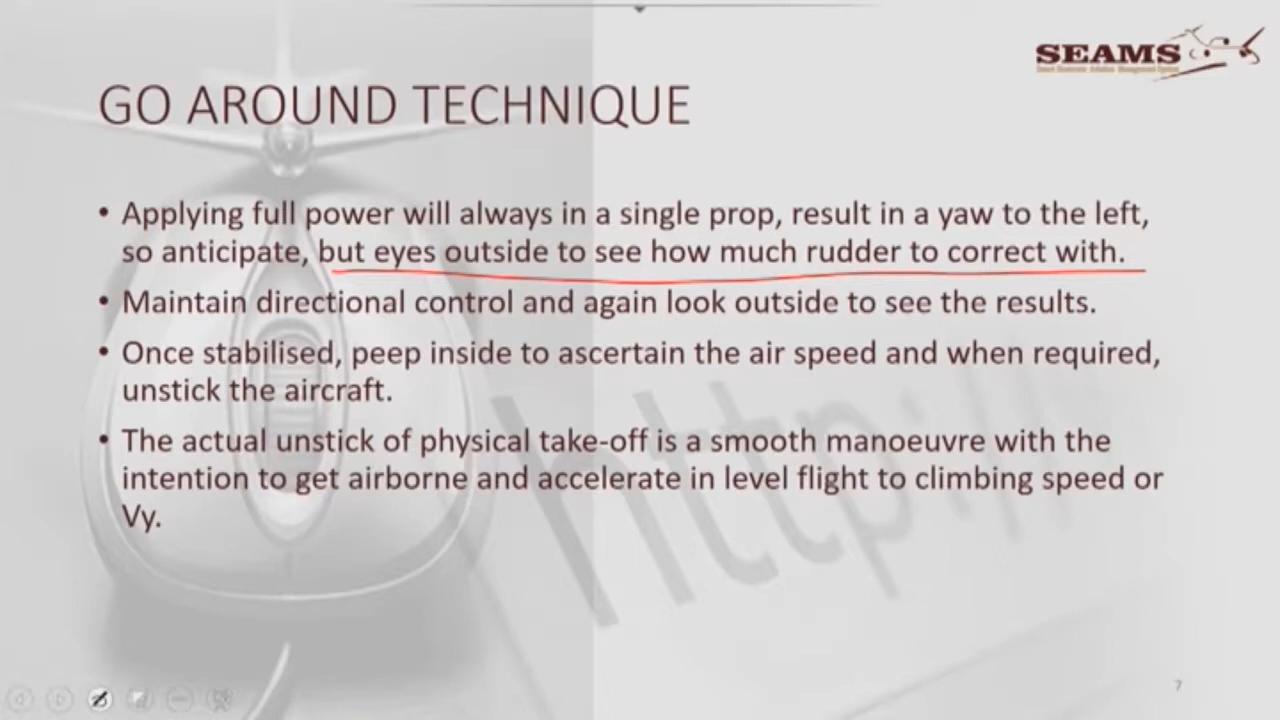 SEAMS
GO AROUND TECHNIQUE
• Applying full power will always in a single prop, result in a yaw to the left,
so anticipate, but eyes outside to see how much rudder to correct with.
• Maintain directional control and again look outside to see the results.
• Once stabilised, peep inside to ascertain the air speed and when required,
unstick the aircraft.
• The actual unstick of physical take-off is a smooth manoeuvre with the
intention to get airborne and accelerate in level flight to climbing speed or
Vy.
http://
7